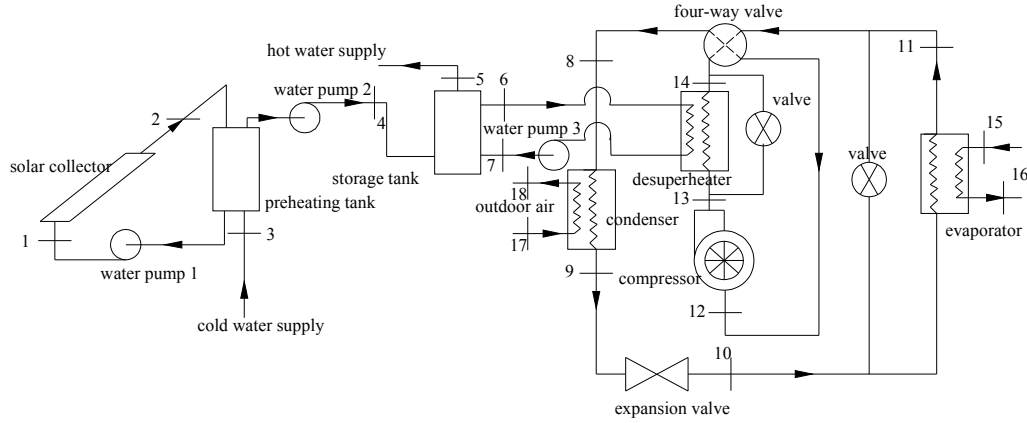 four-way valve
hot water supply
8
11
5
6
14
water pump 2
valve
2
4
water pump 3
15
solar collector
7
valve
16
storage tank
18
desuperheater
preheating tank
outdoor air
condenser
13
1
3
17
evaporator
water pump 1
9
compressor
12
cold water supply
10
expansion valve